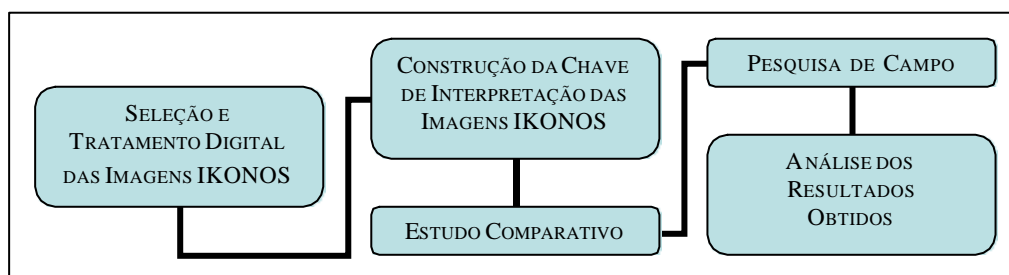 SELEÇÃO E
TRATAMENTO DIGITAL
DAS IMAGENS IKONOS
CONSTRUÇÃO DA CHAVE
DE INTERPRETAÇÃO DAS
IMAGENS IKONOS
ESTUDO COMPARATIVO
PESQUISA DE CAMPO
ANÁLISE DOS
RESULTADOS
OBTIDOS